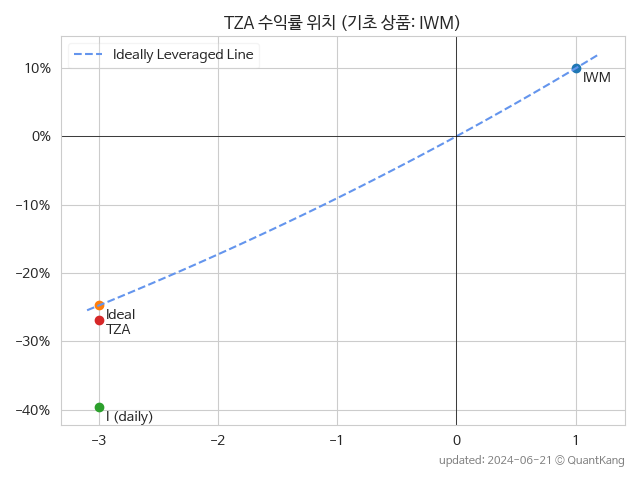 TZA 수익률 위치 (기초 상품: IWM)
Ideally Leveraged Line
10%
IWM
0%
−10%
−20%
Ideal
TZA
−30%
−40%
I (daily)
−3
−2
−1
0
1
updated: 2024-06-21 © QuantKang